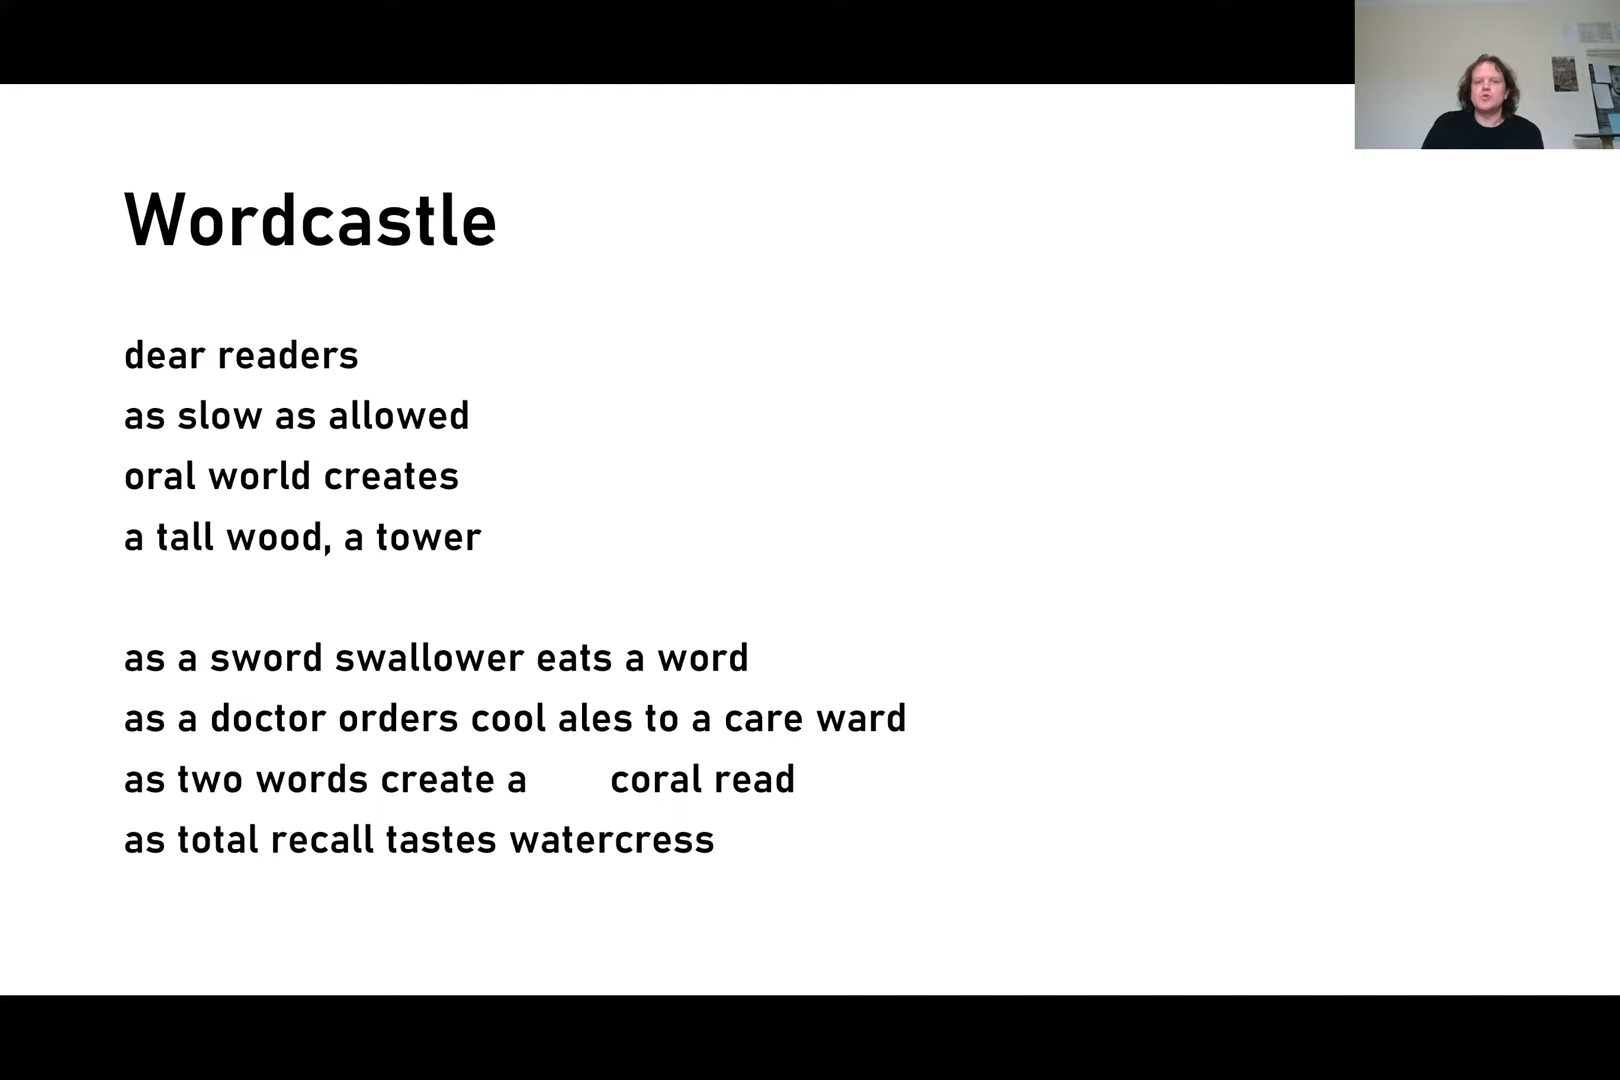 Wordcastle
dear readers
as slow as allowed
oral world creates
a tall wood, a tower
as a sword swallower eats a word
as a doctor orders cool ales to a care ward
as two words create a coral read
as total recall tastes watercress